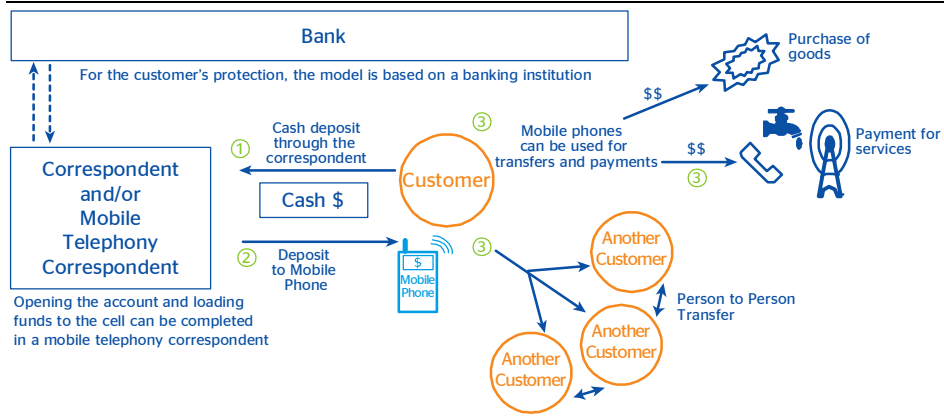 Bank
For the customer's protection, the model is based on a banking institution
Purchase of
goods
$$
③
Mobile phones
can be used for
transfers and payments
$$
③
Payment for
services
①
Cash deposit
through the
correspondent
Cash $
Customer
Correspondent
and/or
Mobile
Telephony
Correspondent
②
Deposit
to Mobile
Phone
$
Mobile
Phone
③
Another
Customer
Person to Person
Transfer
Another
Customer
Another
Customer
Opening the account and loading
funds to the cell can be completed
in a mobile telephony correspondent